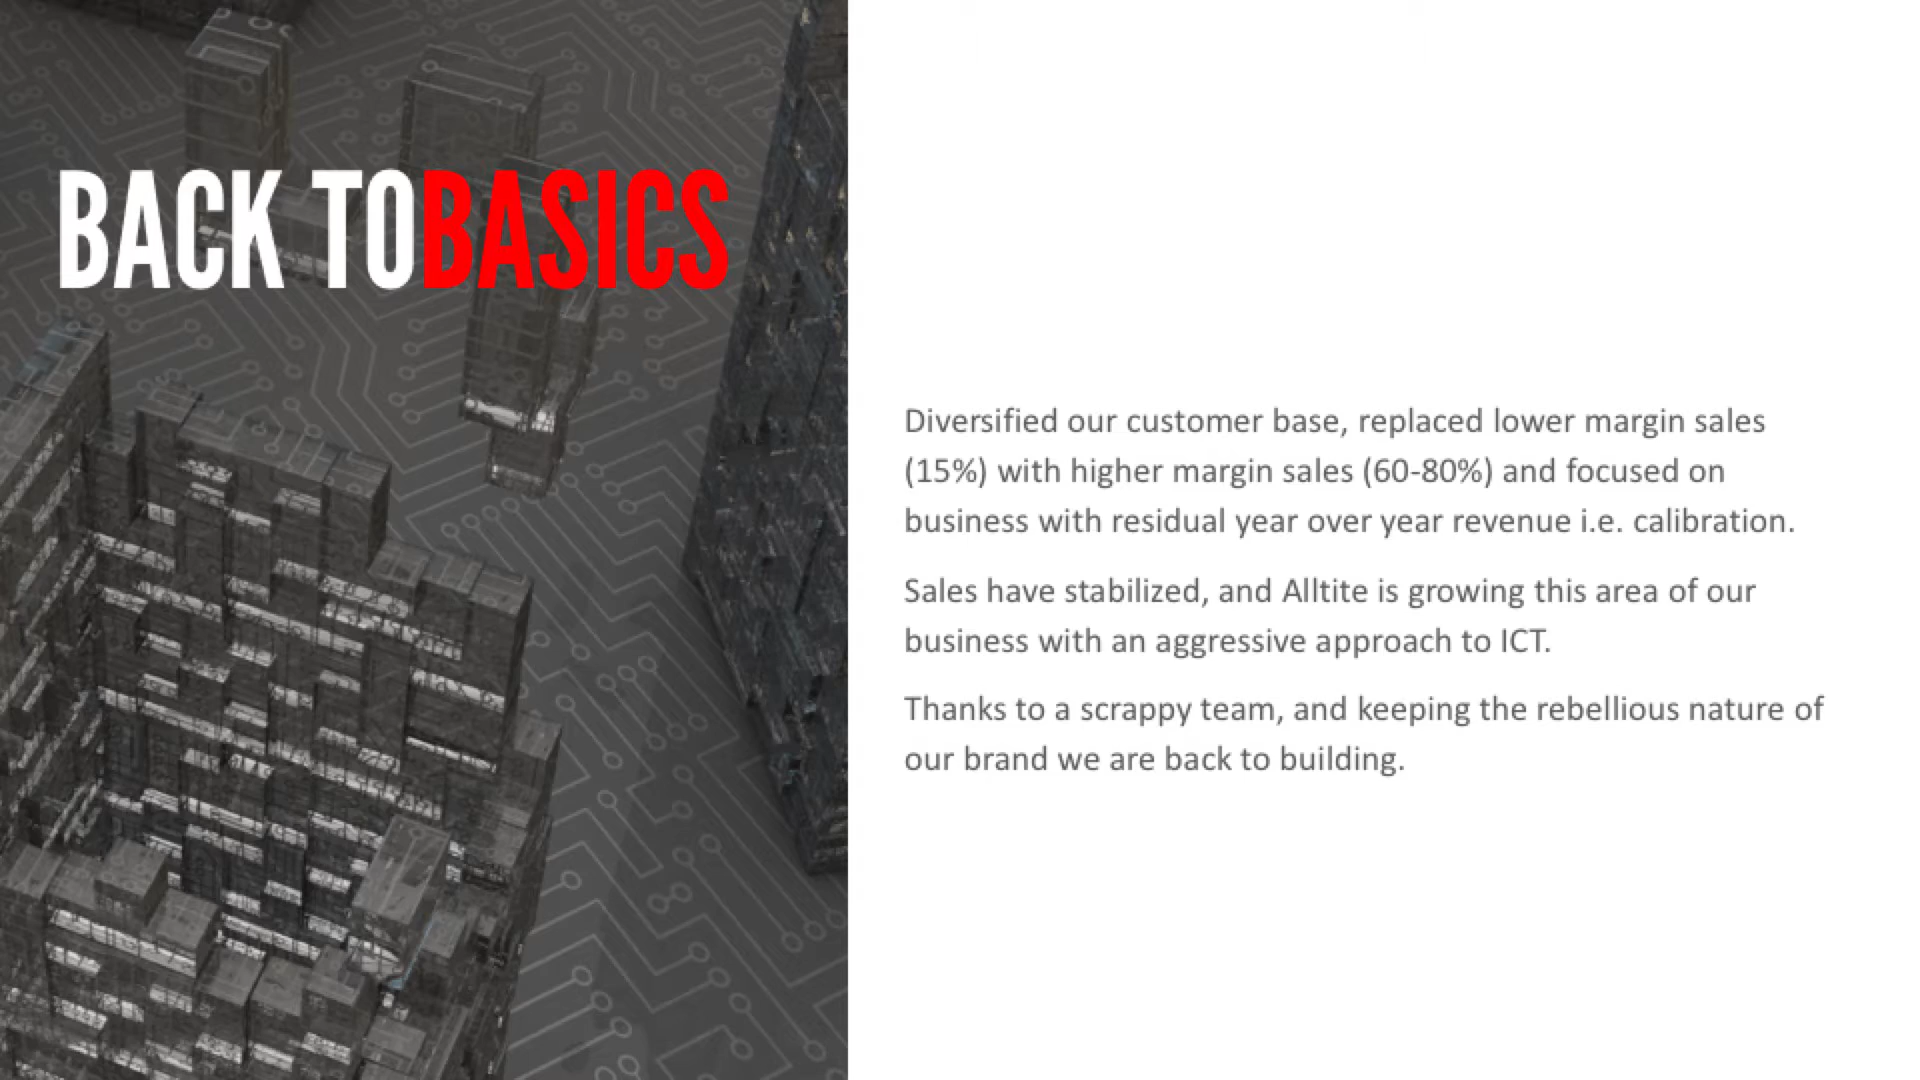 BACK TO BASICS
Diversified our customer base, replaced lower margin sales
(15%) with higher margin sales (60-80%) and focused on
business with residual year over year revenue i.e. calibration.
Sales have stabilized, and Alltite is growing this area of our
business with an aggressive approach to ICT.
Thanks to a scrappy team, and keeping the rebellious nature of
our brand we are back to building.